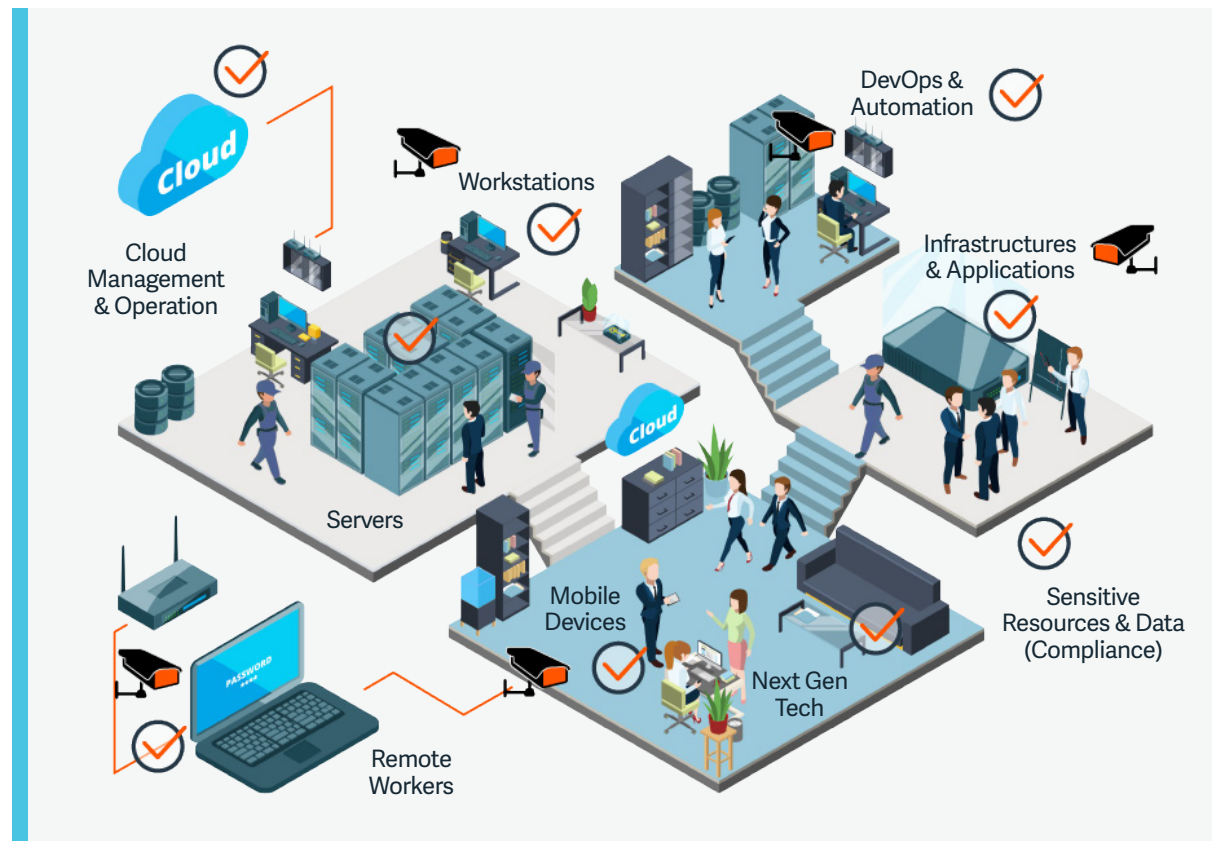 Cloud
Cloud
Management
& Operation
Workstations
DevOps &
Automation
Infrastructures
& Applications
Servers
Cloud
Mobile
Devices
Next Gen
Tech
Sensitive
Resources & Data
(Compliance)
PASSWORD
****
Remote
Workers